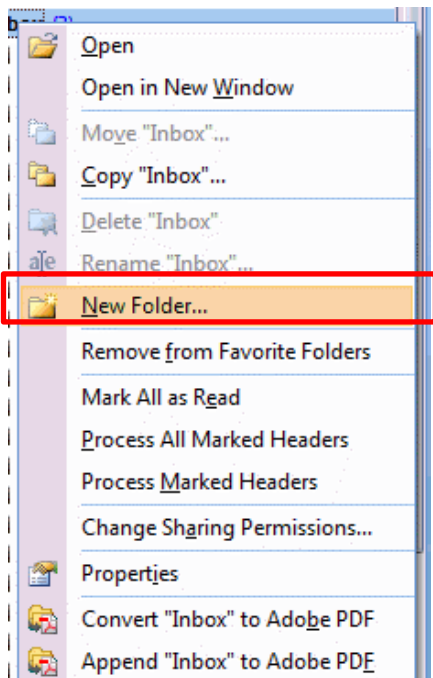 Open
Open in New Window
Move "Inbox"...
Copy "Inbox"...
Delete "Inbox"
Rename "Inbox"...
New Folder...
Remove from Favorite Folders
Mark All as Read
Process All Marked Headers
Process Marked Headers
Change Sharing Permissions...
Properties
Convert "Inbox" to Adobe PDF
Append "Inbox" to Adobe PDF